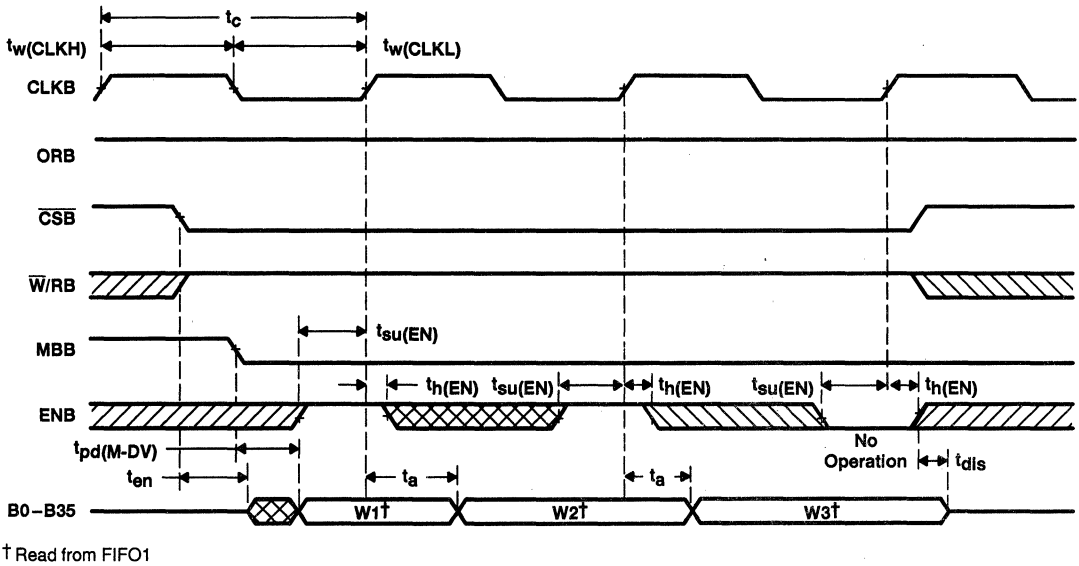 tc
tw(CLKH)
tw(CLKL)
CLKB
ORB
CSB
W/RB
tsu(EN)
MBB
th(EN)
tsu(EN)
th(EN)
tsu(EN)
th(EN)
ENB
No
Operation
tpd(M-DV)
tdis
ten
ta
ta
B0–B35
W1†
W2†
W3†
† Read from FIFO1